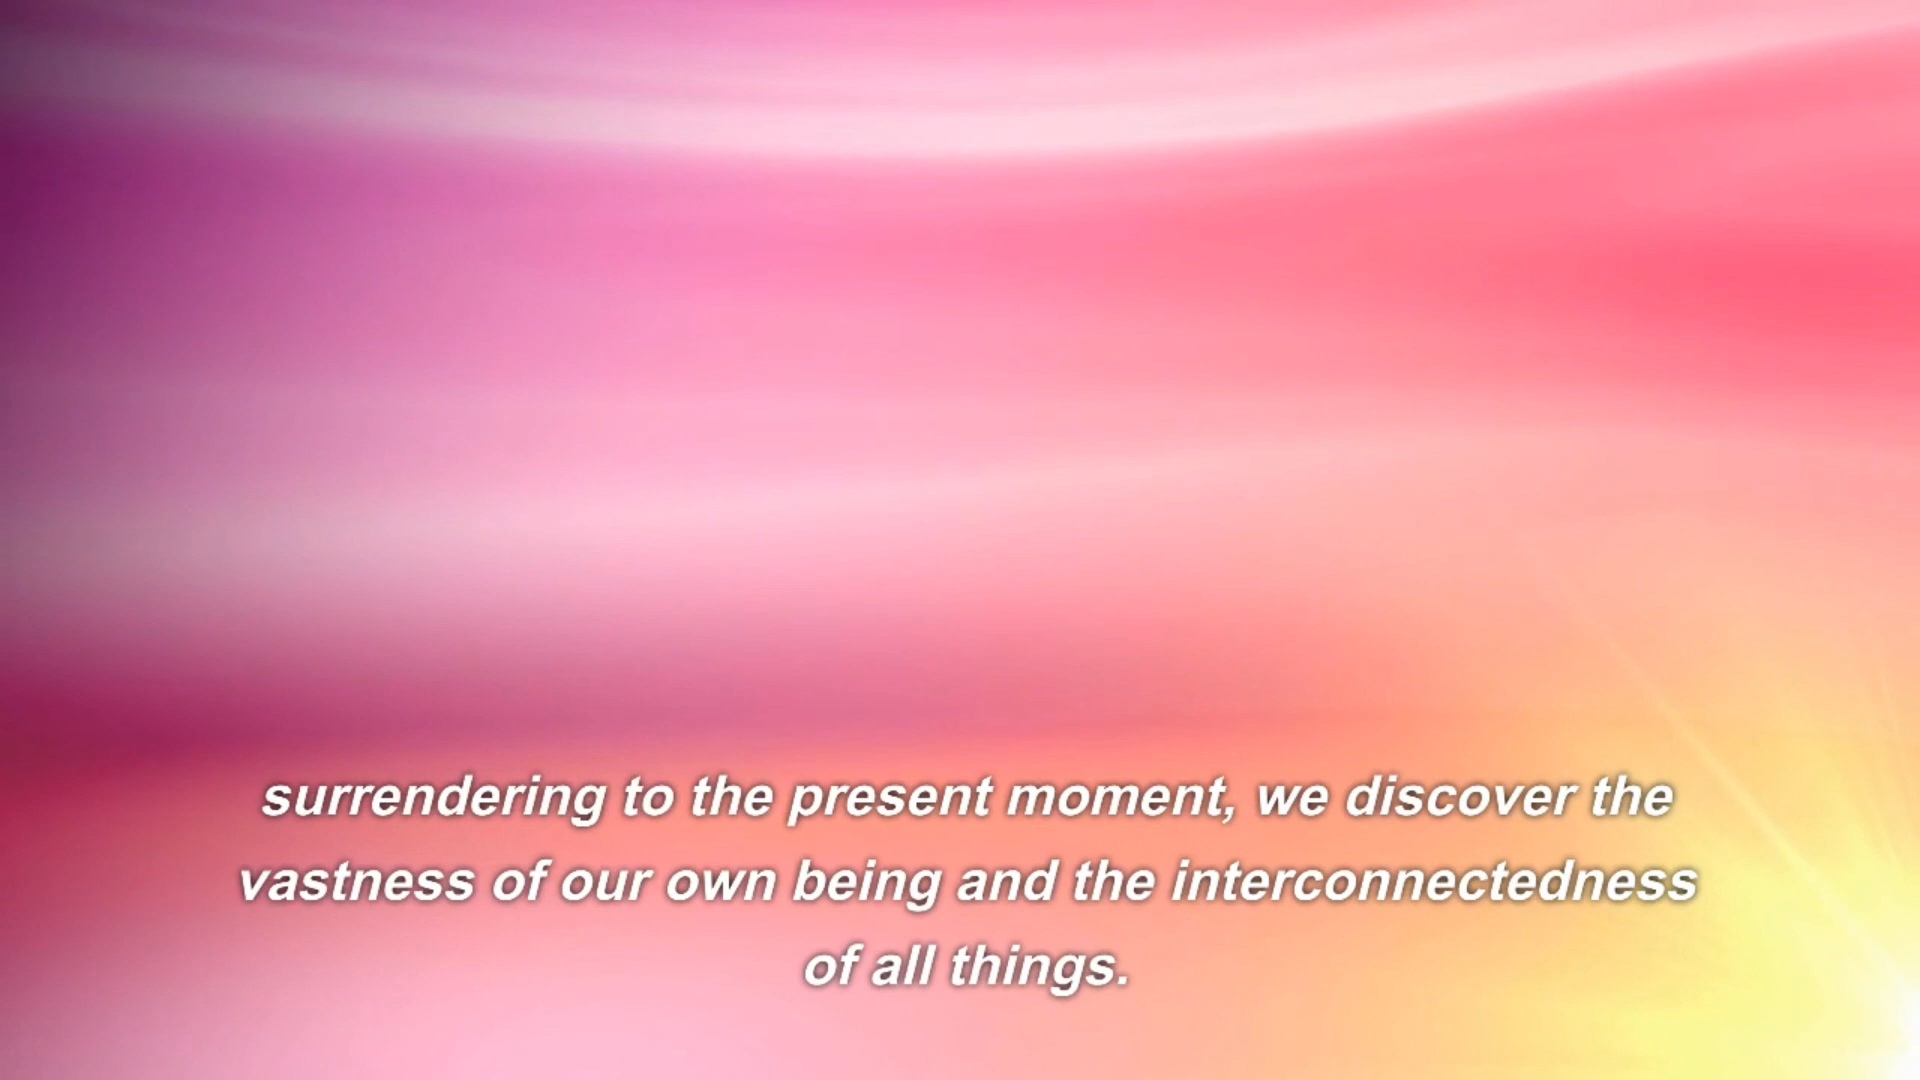 surrendering to the present moment, we discover the
vastness of our own being and the interconnectedness
of all things.